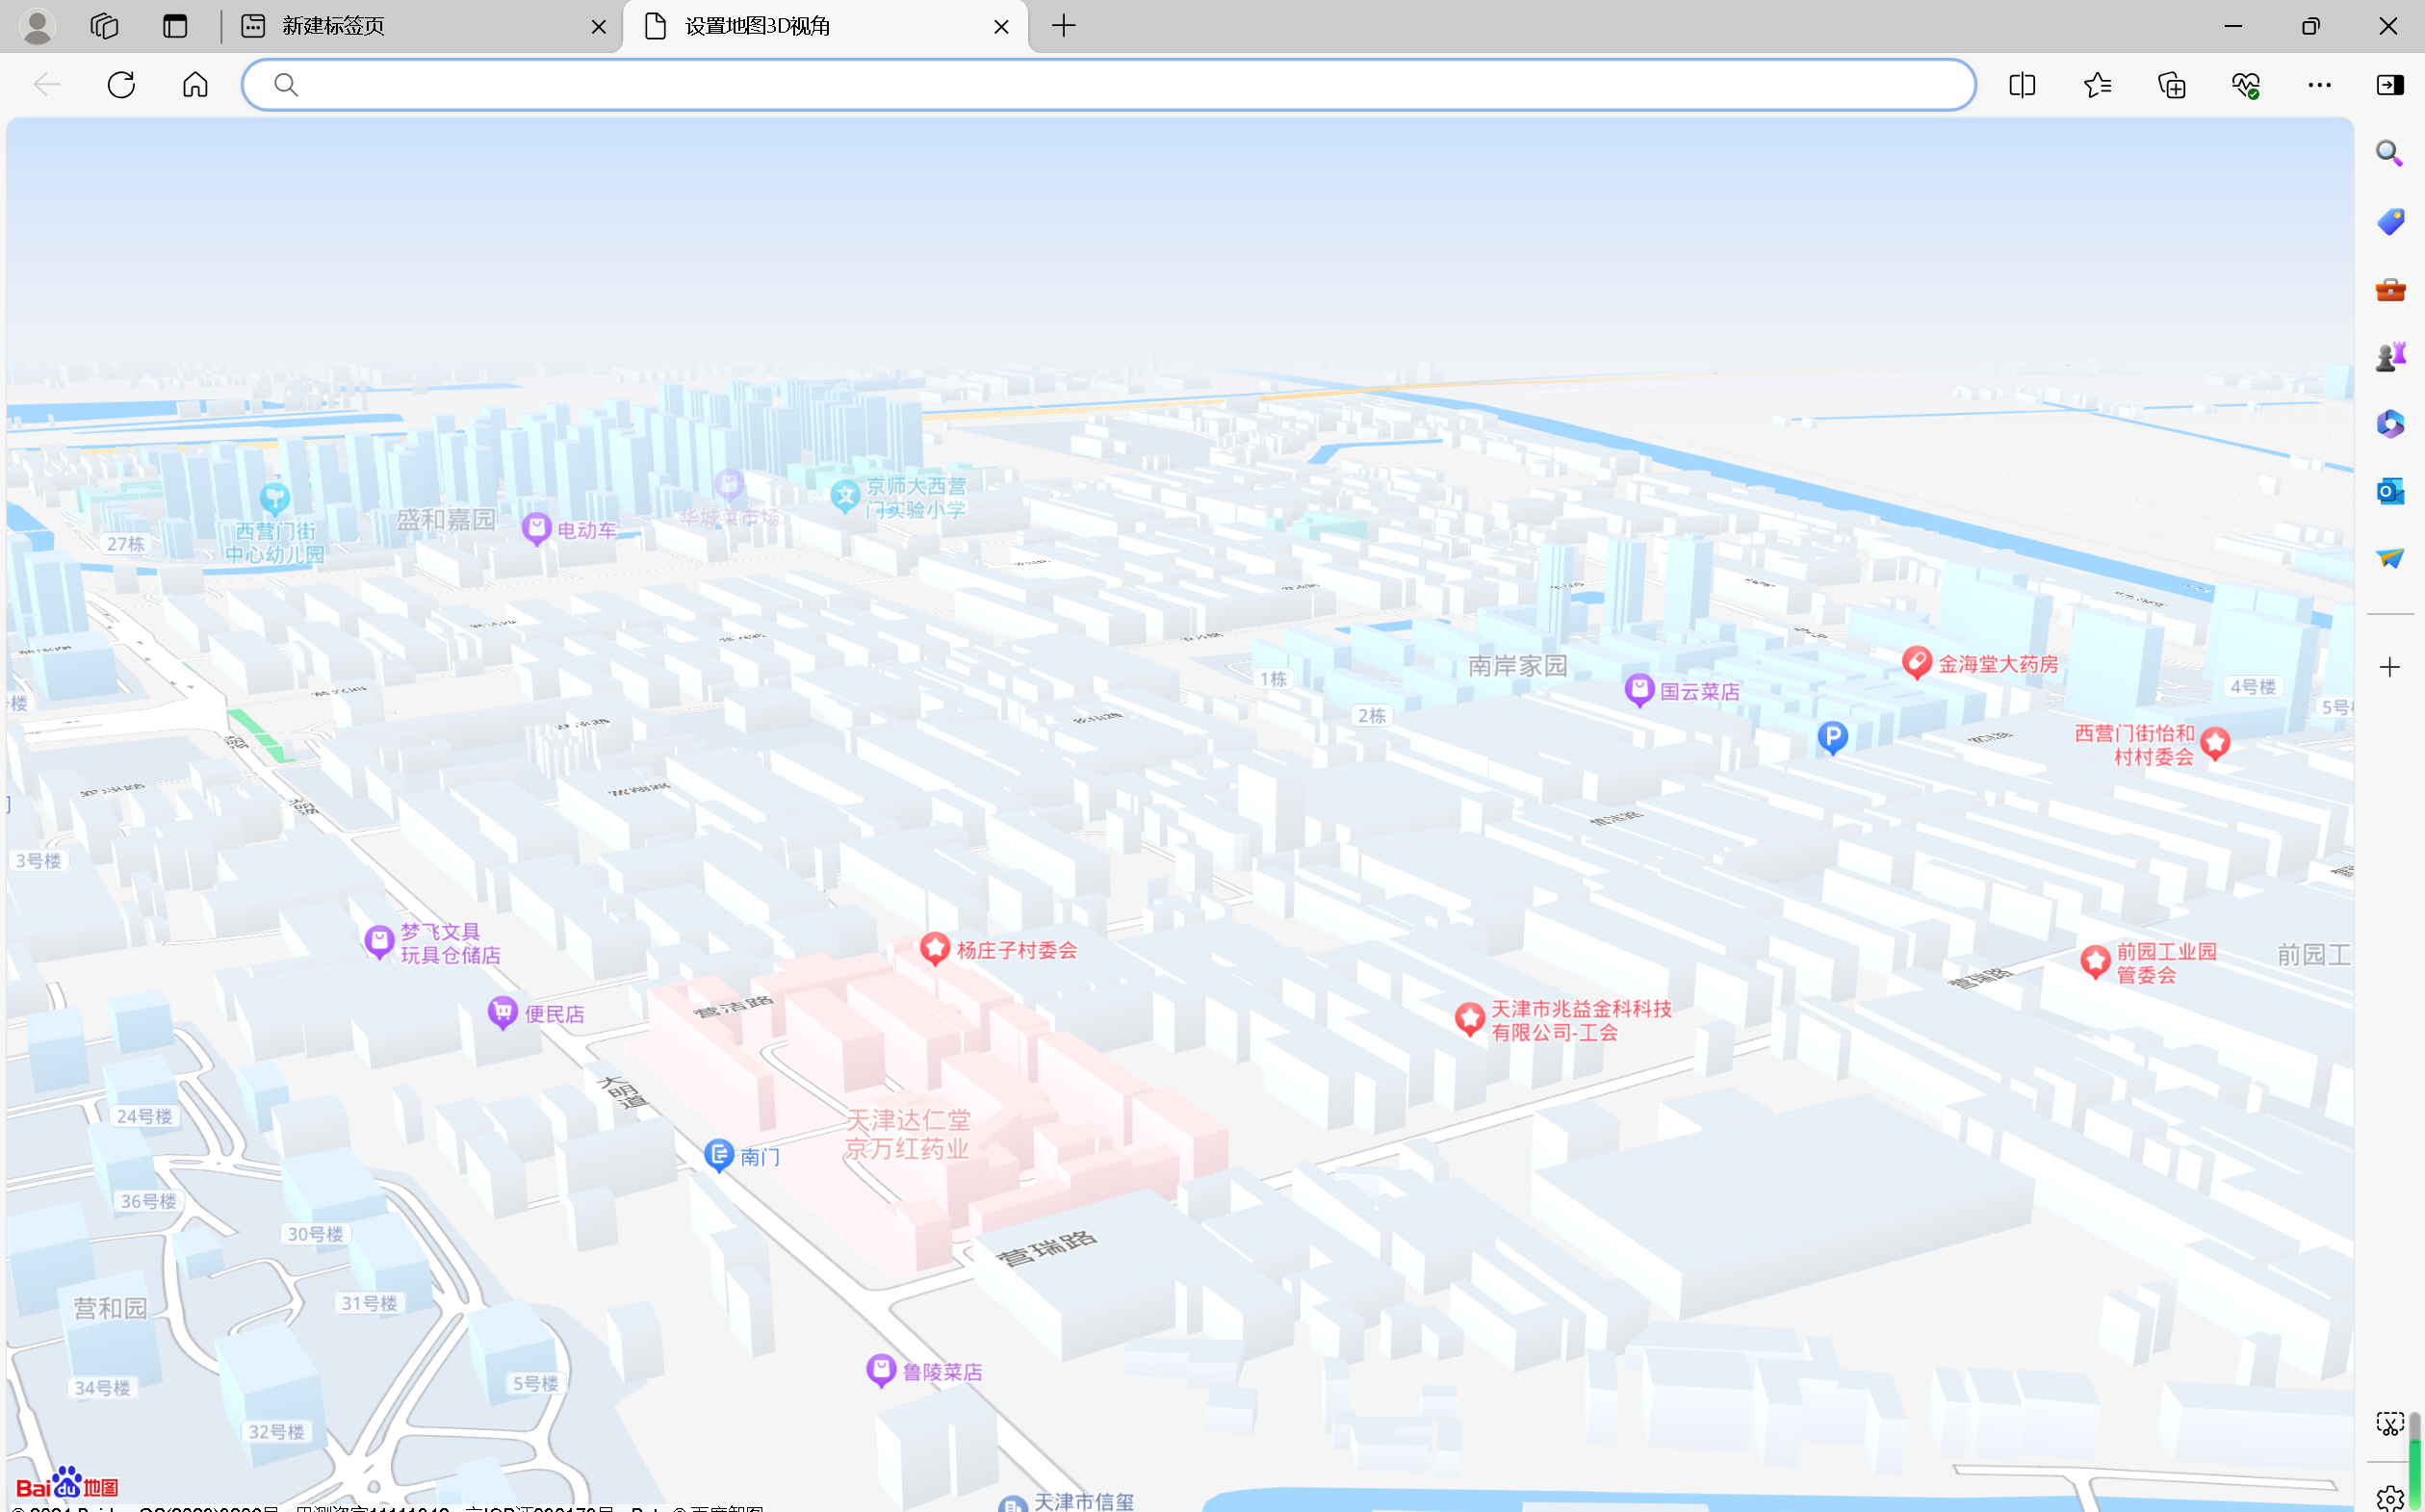 新建标签页
设置地图3D视角
西营门街
中心幼儿园
盛和嘉园
电动车
华城菜市场
京师大西营
门实验小学
27栋
1栋
南岸家园
2栋
国云菜店
金海堂大药房
P
4号楼
西营门街怡和
村村委会
3号楼
梦飞文具
玩具仓储店
便民店
杨庄子村委会
营洁路
天津市兆益金科科技
有限公司-工会
营瑞路
前园工业园
管委会
前园工
大明道
24号楼
天津达仁堂
京万红药业
南门
36号楼
30号楼
营瑞路
营和园
31号楼
34号楼
5号楼
32号楼
鲁陵菜店
天津市信玺
Bai du 地图